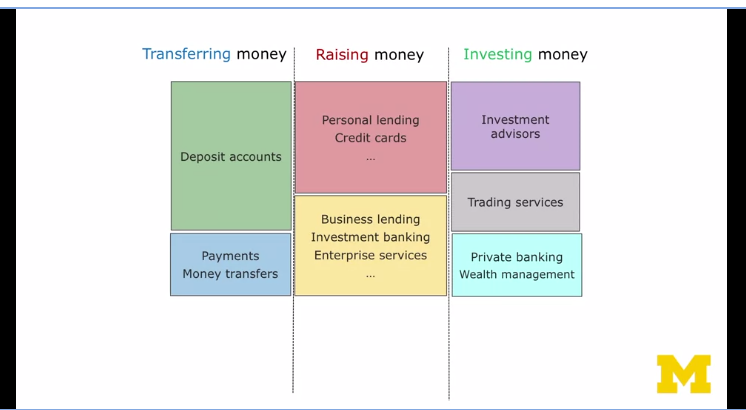 Transferring money
Raising money
Investing money
Deposit accounts
Payments
Money transfers
Personal lending
Credit cards
...
Business lending
Investment banking
Enterprise services
...
Investment
advisors
Trading services
Private banking
Wealth management
M